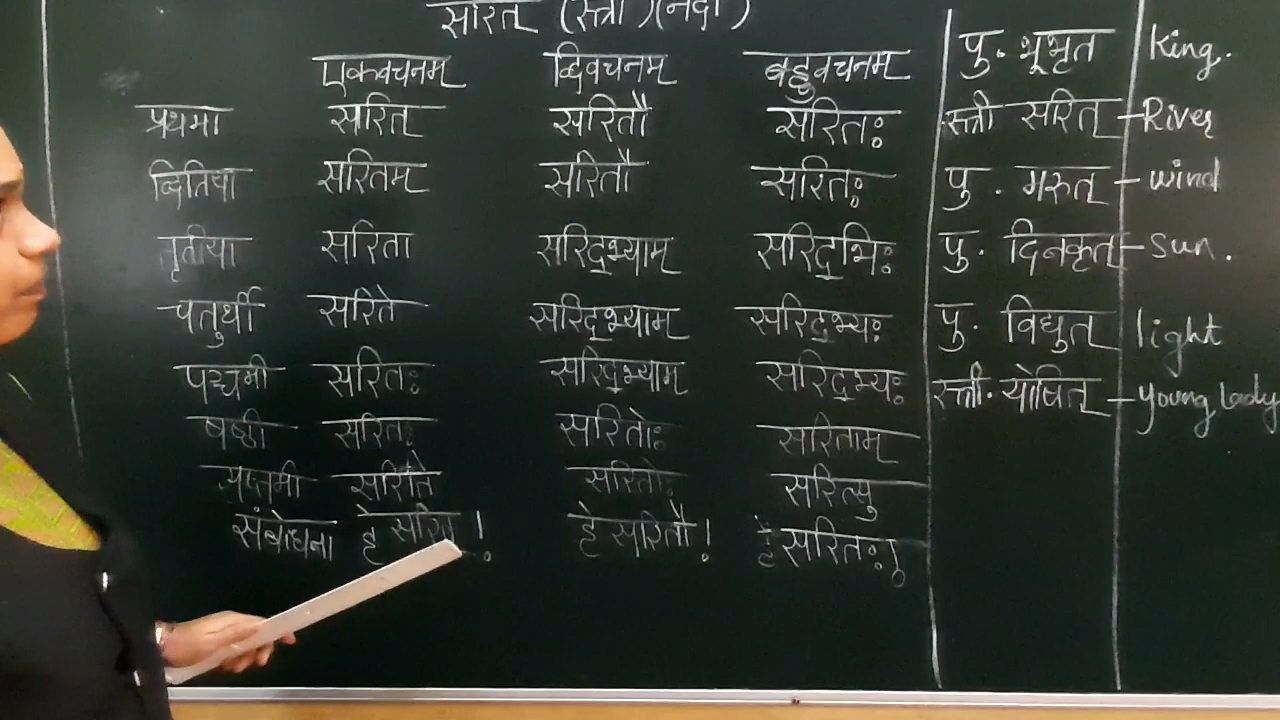 सरित् (स्त्री) (नदी)
एकवचनम् द्विवचनम् बहुवचनम् पु. भूभृत King.
प्रथमा सरित् सरितौ सरितः स्त्री सरित् - River
द्वितिया सरितम् सरितौ सरितः पु. मरुत् - wind
तृतीया सरिता सरिद्भ्याम् सरिद्भिः पु. दिनकृत् - sun.
चतुर्थी सरिते सरिद्भ्याम् सरिद्भ्यः पु. विद्युत् light
पञ्चमी सरितः सरिद्भ्याम् सरिद्भ्यः स्त्री. योषित् - young Lady
षष्ठी सरितः सरितोः सरिताम्
सप्तमी सरिति सरितोः सरित्सु
संबोधना हे सरित् ! हे सरितौ ! हे सरितः !